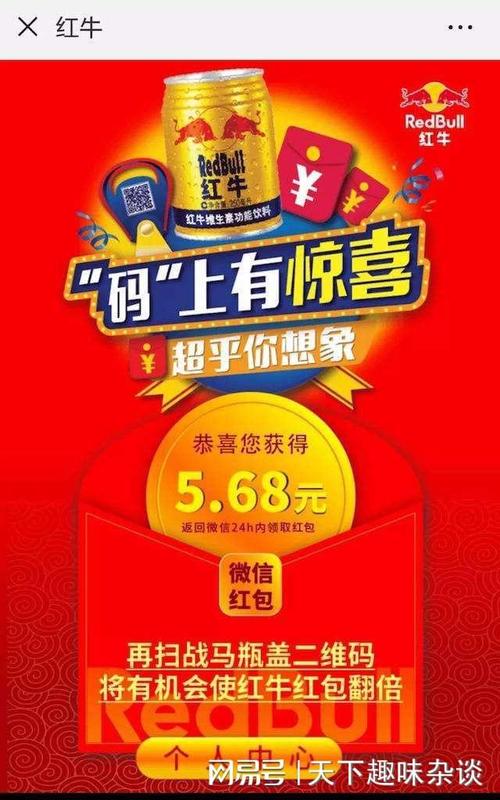 红牛
RedBull
红牛
RedBull
红牛
红牛维生素功能饮料
“码”上有惊喜
超乎你想象
恭喜您获得
5.68元
返回微信24h内领取红包
微信
红包
再扫战马瓶盖二维码
将有机会使红牛红包翻倍
RedBull
个人中心
网易号 | 天下趣味杂谈